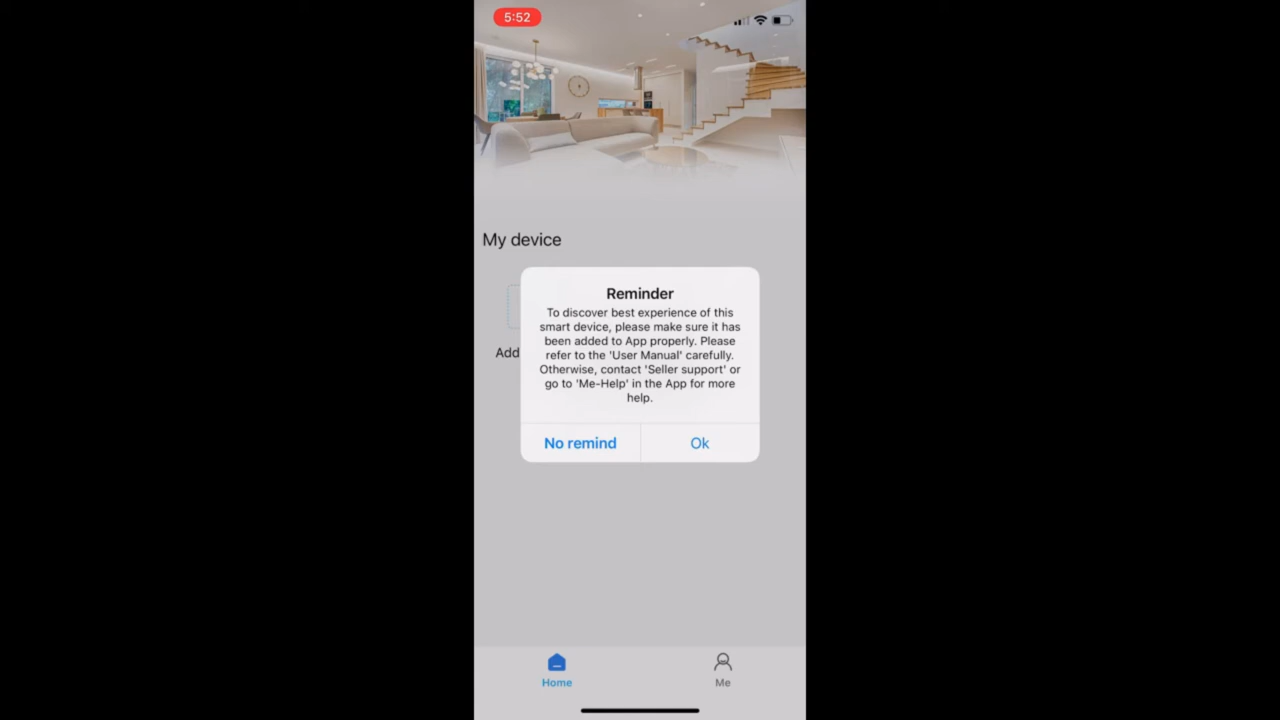 5:52
My device
Reminder
To discover best experience of this
smart device, please make sure it has
been added to App properly. Please
refer to the 'User Manual' carefully.
Otherwise, contact 'Seller support' or
go to 'Me-Help' in the App for more
help.
Add
No remind
Ok
Home
Me